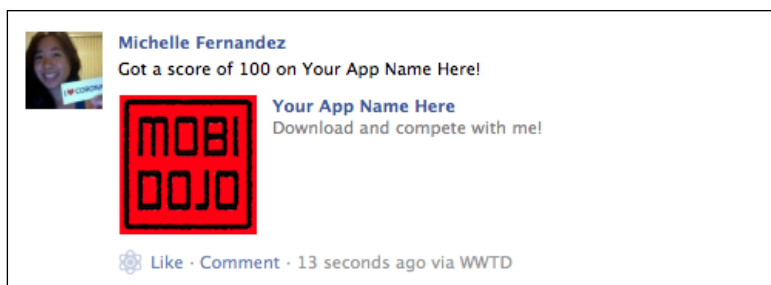 Michelle Fernandez
Got a score of 100 on Your App Name Here!
I ♥ CORONA
Your App Name Here
Download and compete with me!
MOBI
DOJO
Like · Comment · 13 seconds ago via WWTD